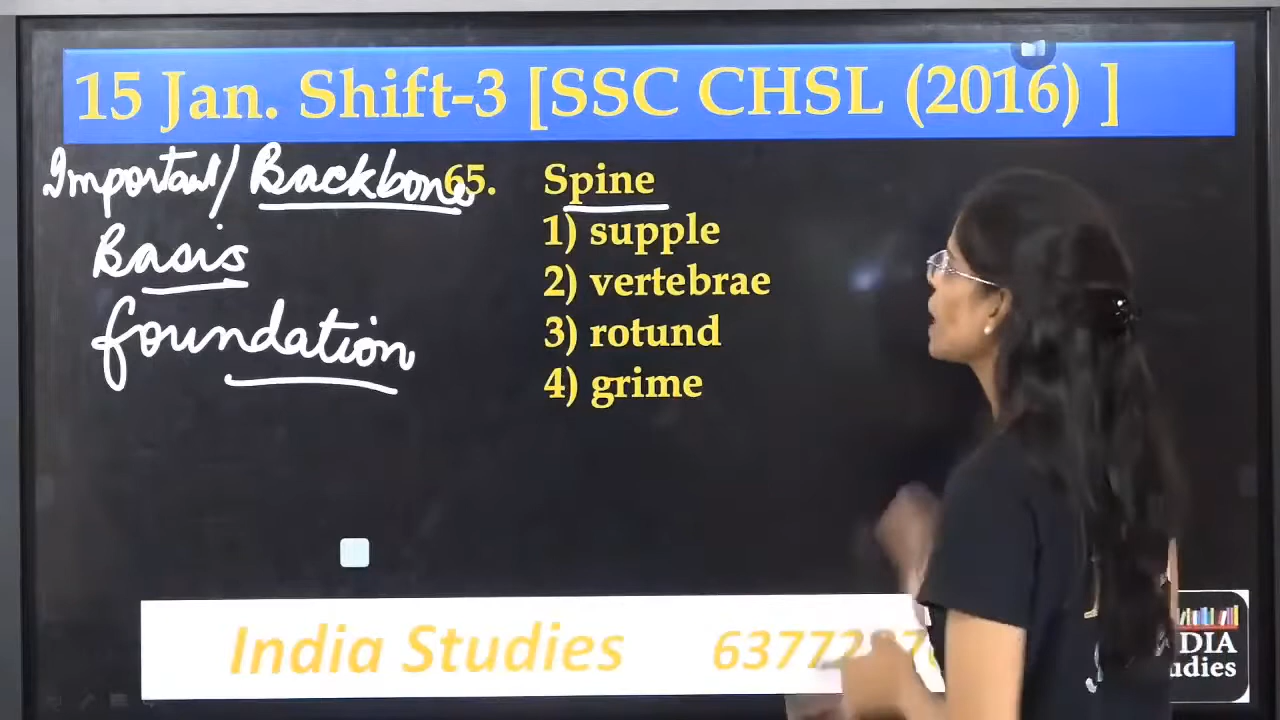 15 Jan. Shift-3 [SSC CHSL (2016) ]
Important/ Backbone
Basis
foundation
65. Spine
1) supple
2) vertebrae
3) rotund
4) grime
India Studies
DIA
udies